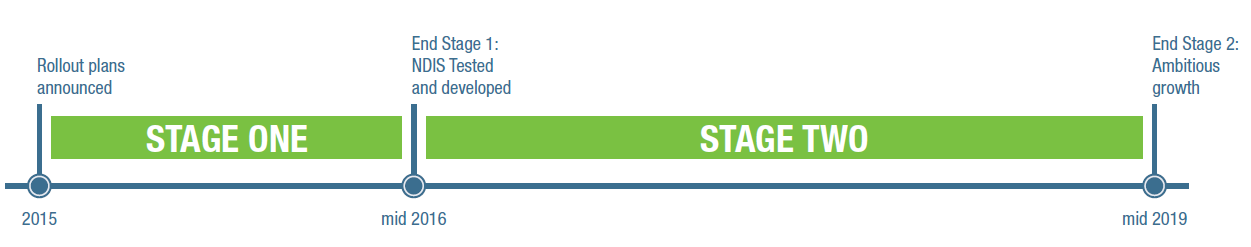 Rollout plans
announced
End Stage 1:
NDIS Tested
and developed
End Stage 2:
Ambitious
growth
STAGE ONE
STAGE TWO
2015
mid 2016
mid 2019